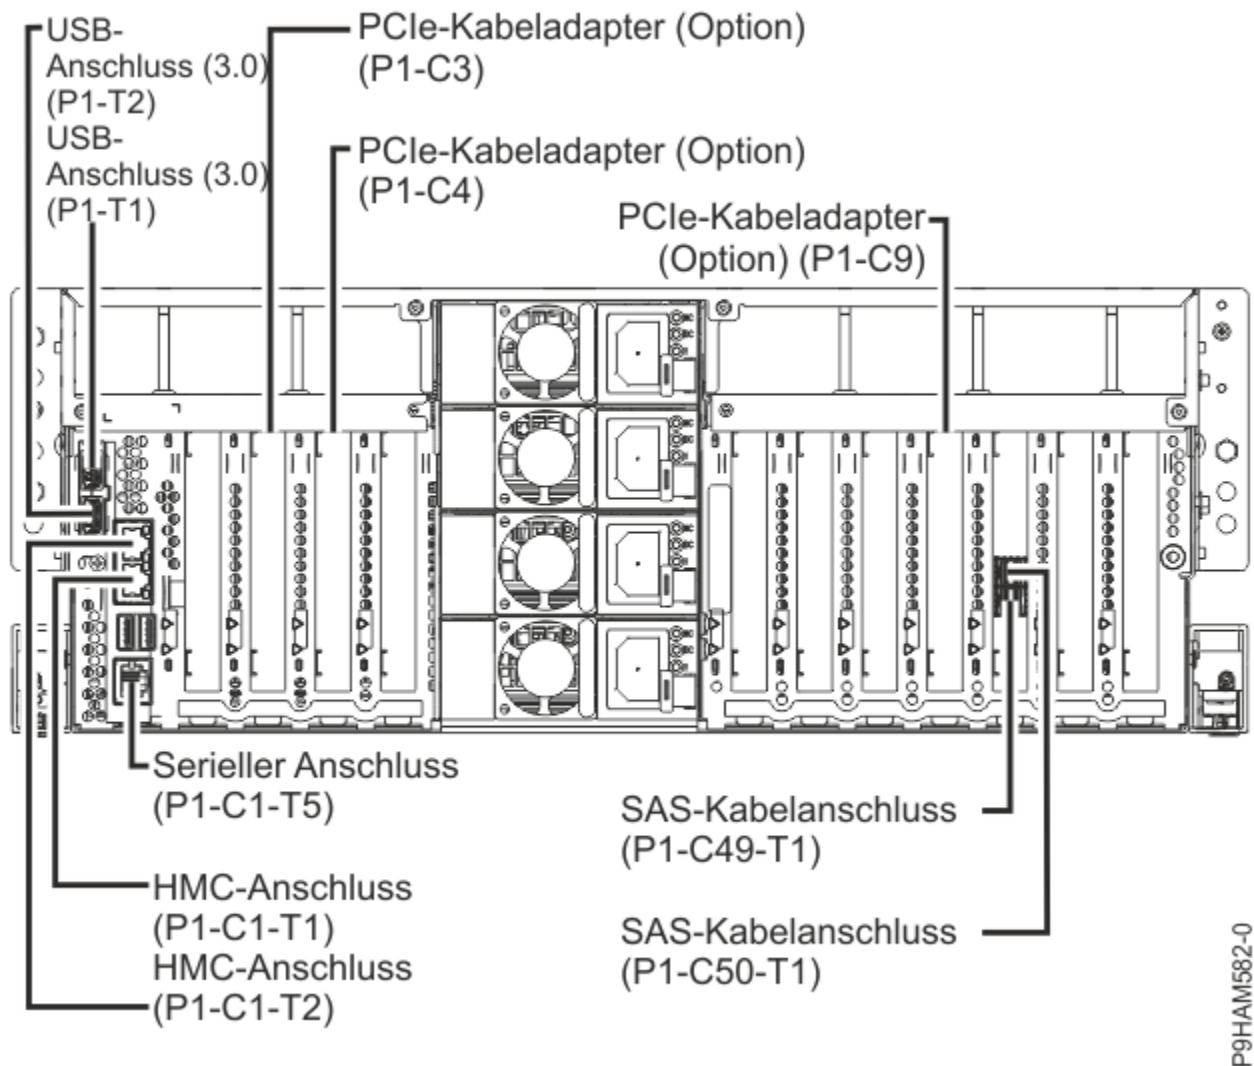 USB-
Anschluss (3.0)
(P1-T2)
USB-
Anschluss (3.0)
(P1-T1)
PCIe-Kabeladapter (Option)
(P1-C3)
PCIe-Kabeladapter (Option)
(P1-C4)
PCIe-Kabeladapter
(Option) (P1-C9)
Serieller Anschluss
(P1-C1-T5)
HMC-Anschluss
(P1-C1-T1)
HMC-Anschluss
(P1-C1-T2)
SAS-Kabelanschluss
(P1-C49-T1)
SAS-Kabelanschluss
(P1-C50-T1)
P9HAM582-0